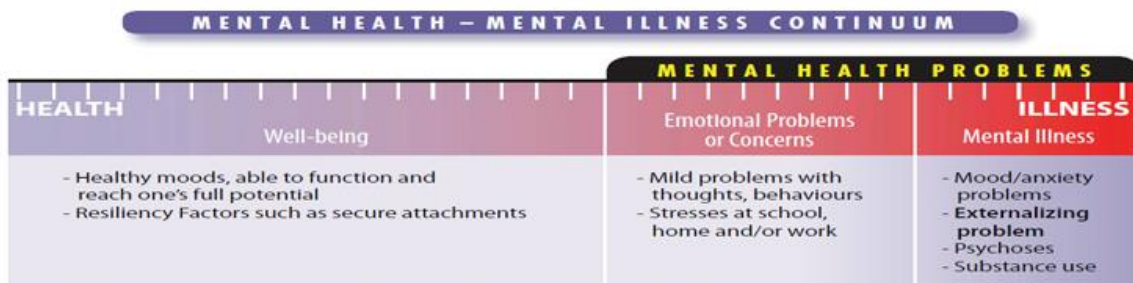 MENTAL HEALTH – MENTAL ILLNESS CONTINUUM
MENTAL HEALTH PROBLEMS
HEALTH
ILLNESS
Well-being
Emotional Problems
or Concerns
Mental Illness
- Healthy moods, able to function and
reach one's full potential
- Resiliency Factors such as secure attachments
- Mild problems with
thoughts, behaviours
- Stresses at school,
home and/or work
- Mood/anxiety
problems
- Externalizing
problem
- Psychoses
- Substance use